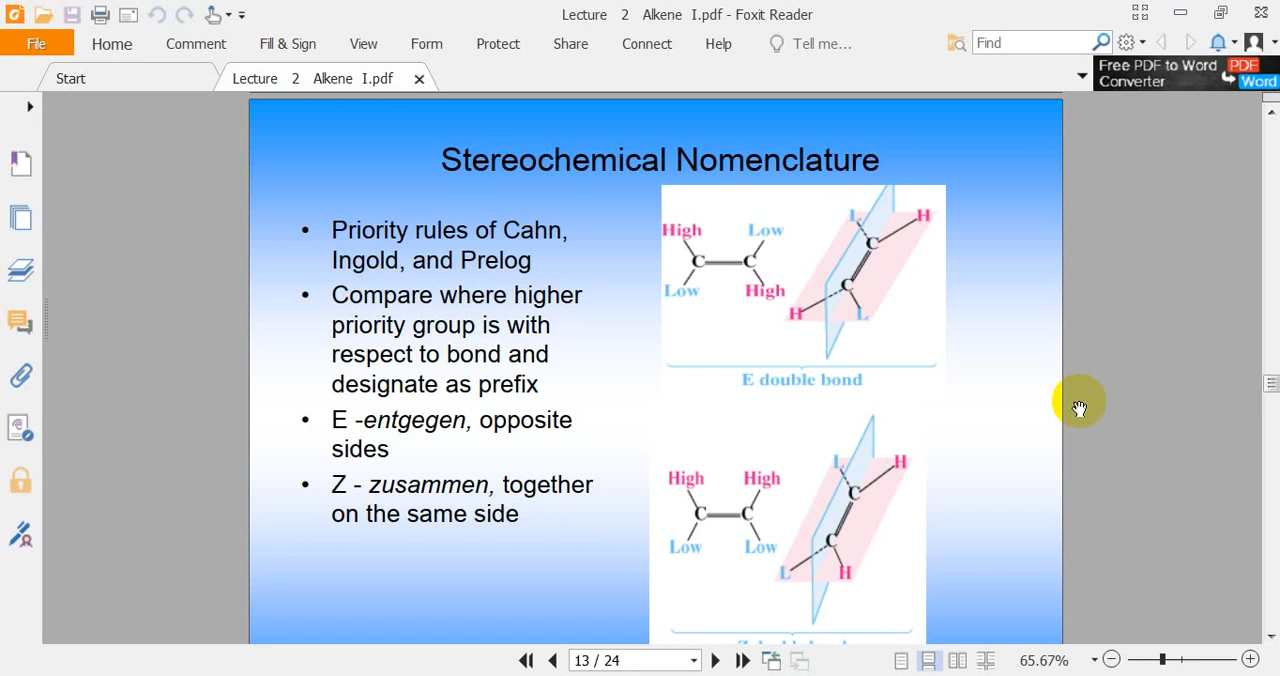 Lecture 2 Alkene I.pdf - Foxit Reader
File Home Comment Fill & Sign View Form Protect Share Connect Help Tell me... Find
Start Lecture 2 Alkene I.pdf
Free PDF to Word Converter
PDF Word
Stereochemical Nomenclature
• Priority rules of Cahn,
Ingold, and Prelog
• Compare where higher
priority group is with
respect to bond and
designate as prefix
• E -entgegen, opposite
sides
• Z - zusammen, together
on the same side
High Low
C C
Low High
L H
C
C
H L
E double bond
High High
C C
Low Low
L H
C
C
L H
13 / 24
65.67%